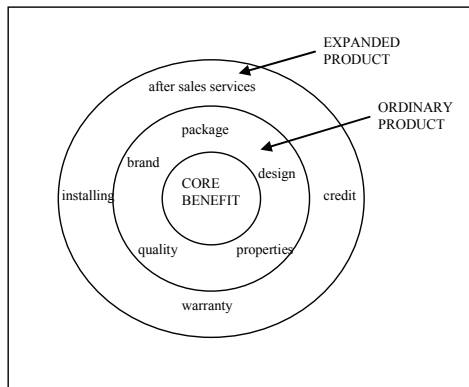 EXPANDED
PRODUCT
after sales services
ORDINARY
PRODUCT
package
brand
design
CORE
BENEFIT
installing
credit
quality
properties
warranty